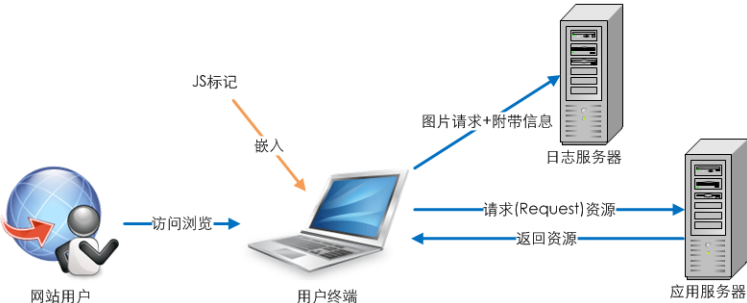 JS标记
嵌入
图片请求+附带信息
日志服务器
访问浏览
请求(Request)资源
返回资源
网站用户
用户终端
应用服务器